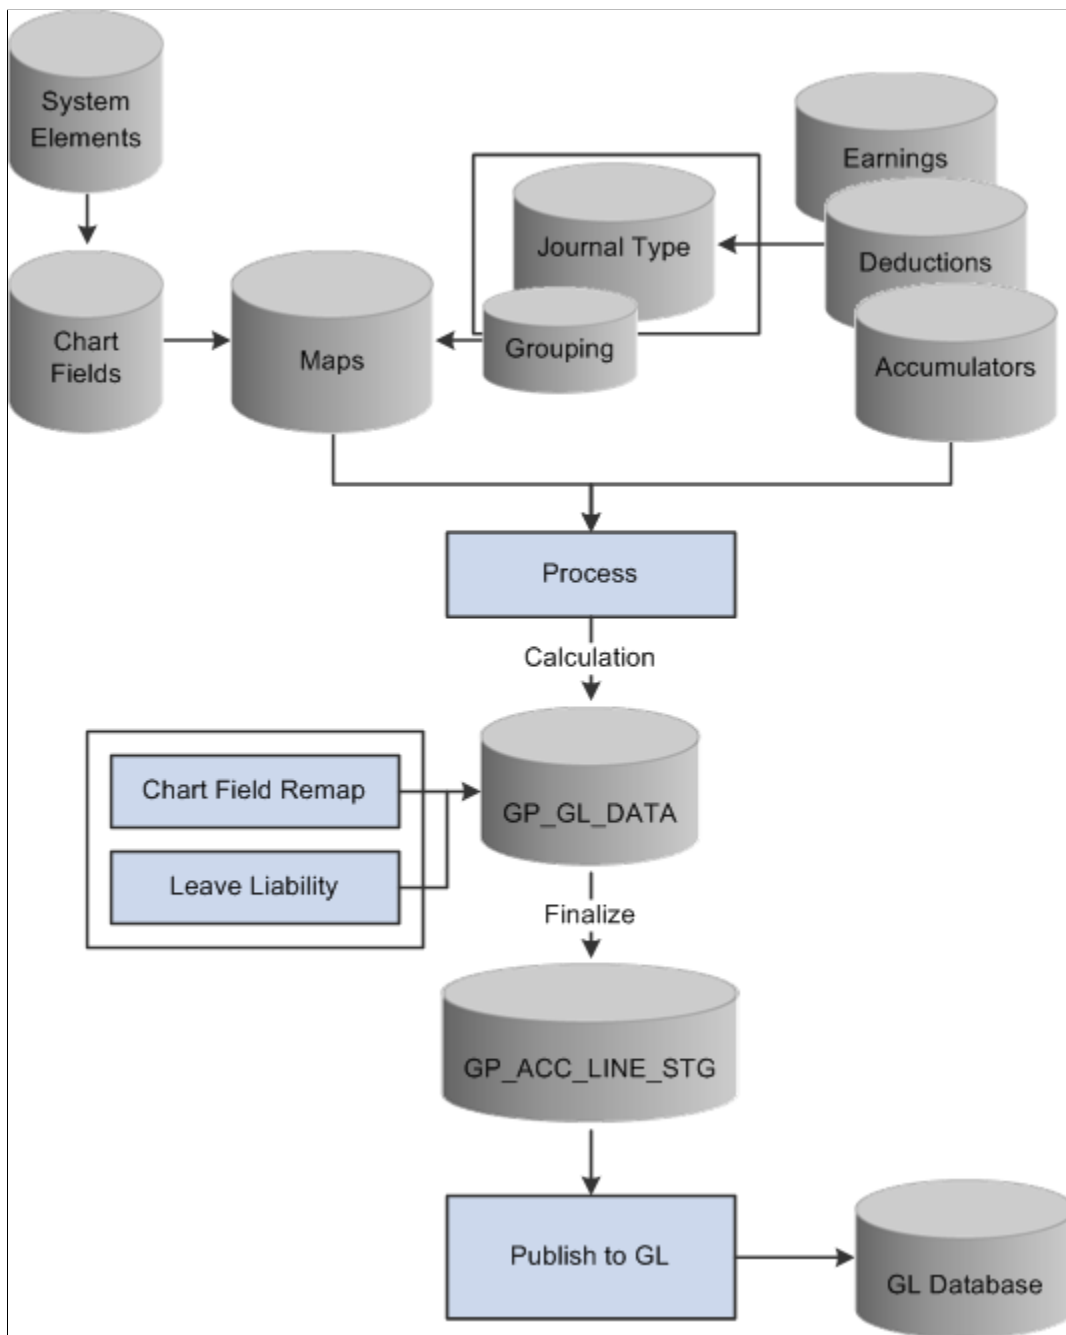 System
Elements
Earnings
Journal Type
Deductions
Chart
Fields
Maps
Grouping
Accumulators
Process
Calculation
Chart Field Remap
GP_GL_DATA
Leave Liability
Finalize
GP_ACC_LINE_STG
Publish to GL
GL Database